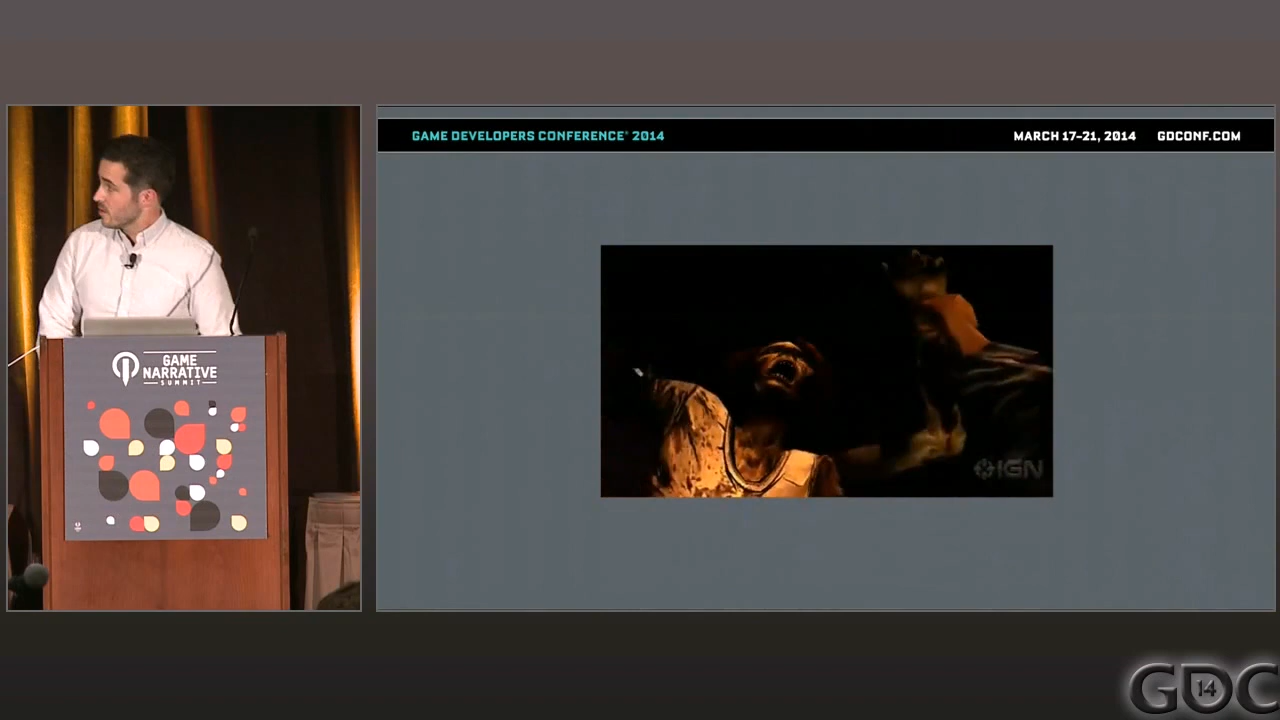 GAME DEVELOPERS CONFERENCE® 2014
MARCH 17-21, 2014 GDCONF.COM
GAME
NARRATIVE
SUMMIT
IGN
GDC
14